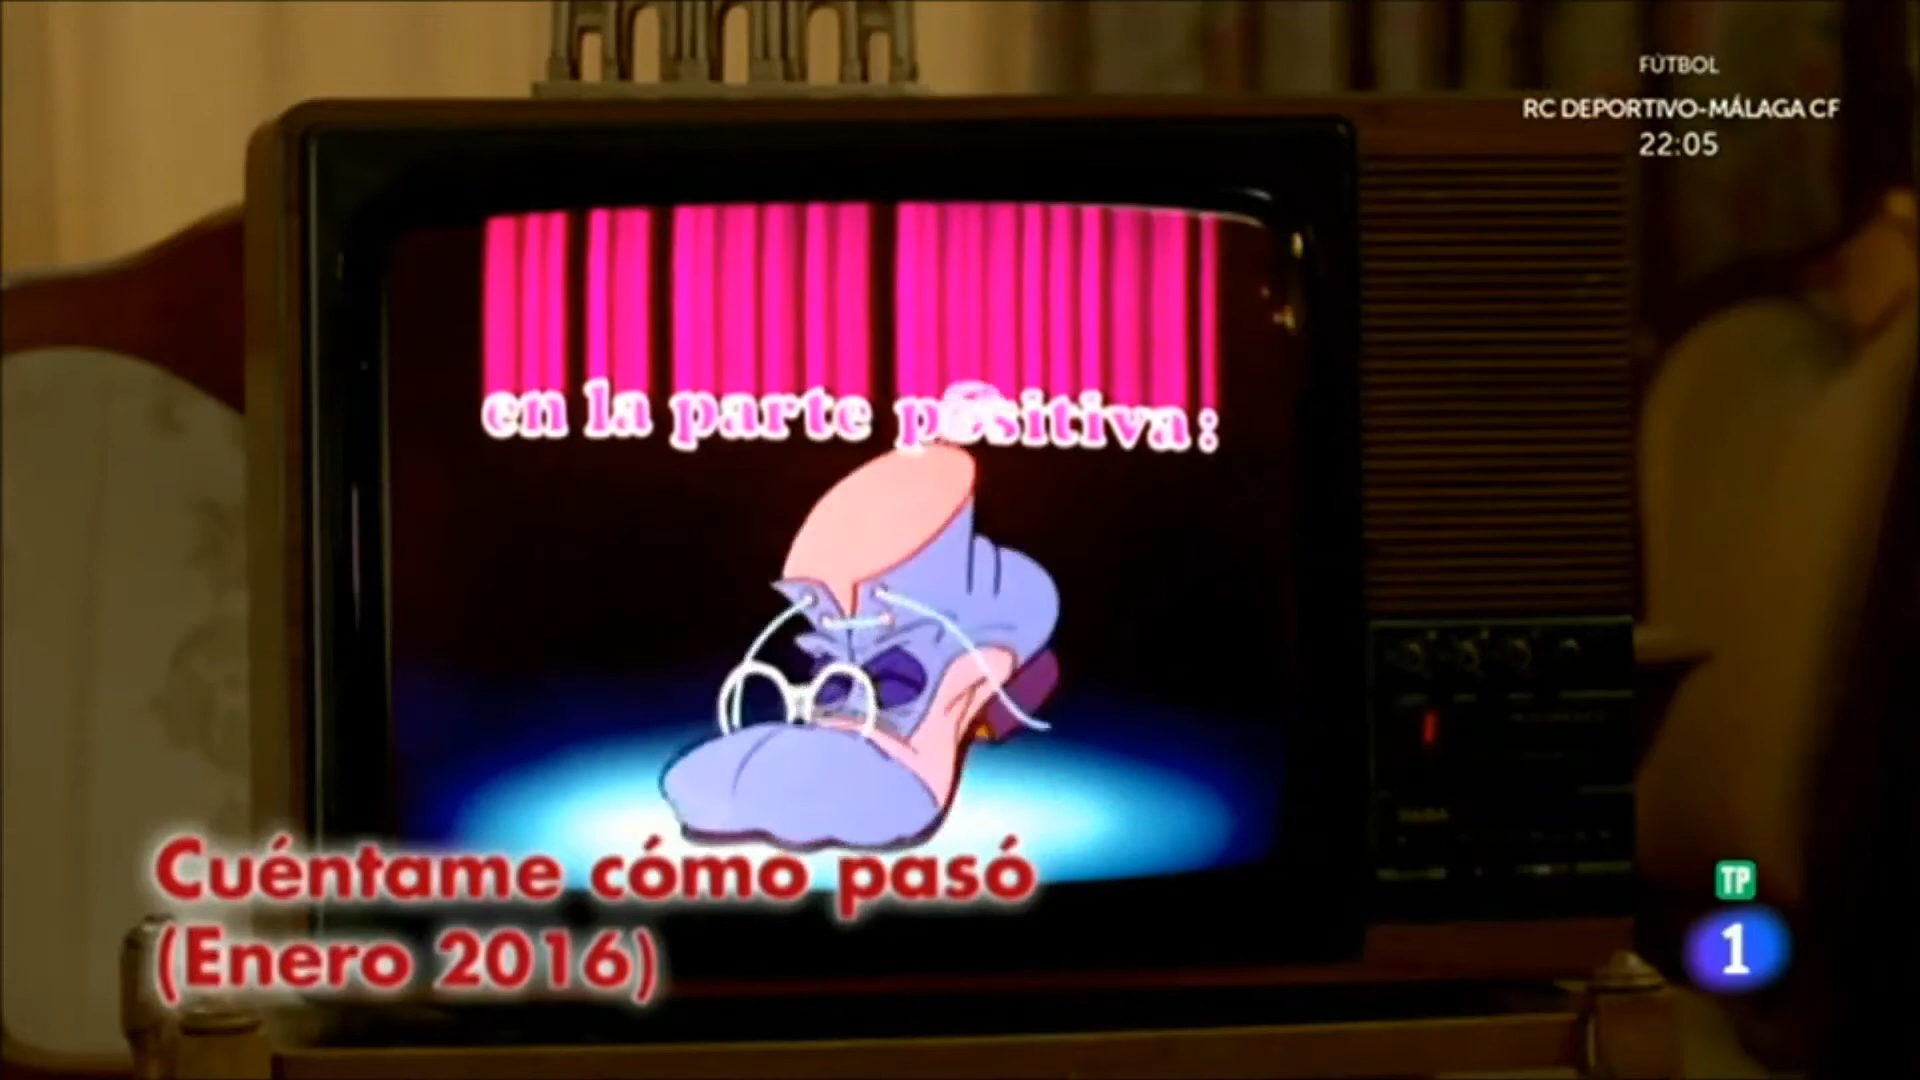 FÚTBOL
RC DEPORTIVO-MÁLAGA CF
22:05
en la parte positiva:
Cuéntame cómo pasó
(Enero 2016)
TP
1